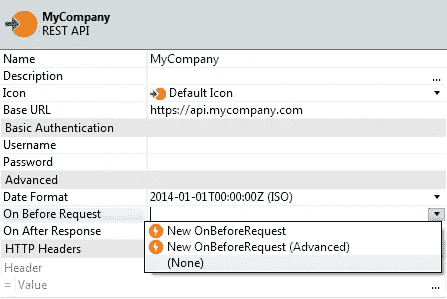 MyCompany
REST API
Name MyCompany
Description ...
Icon Default Icon
Base URL https://api.mycompany.com
Basic Authentication
Username
Password
Advanced
Date Format 2014-01-01T00:00:00Z (ISO)
On Before Request
New OnBeforeRequest
On After Response
New OnBeforeRequest (Advanced)
HTTP Headers
(None)
Header
= Value ...